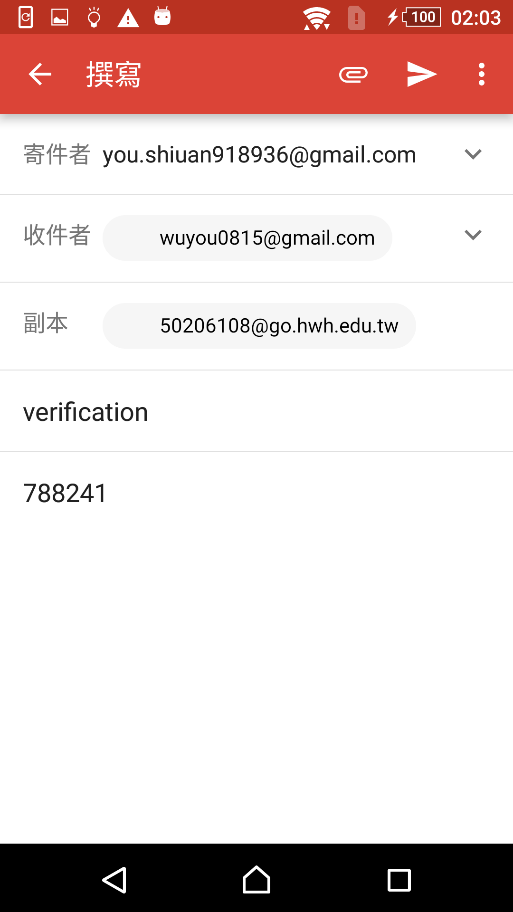 100 02:03
撰寫
寄件者 you.shiuan918936@gmail.com
收件者 wuyou0815@gmail.com
副本 50206108@go.hwh.edu.tw
verification
788241